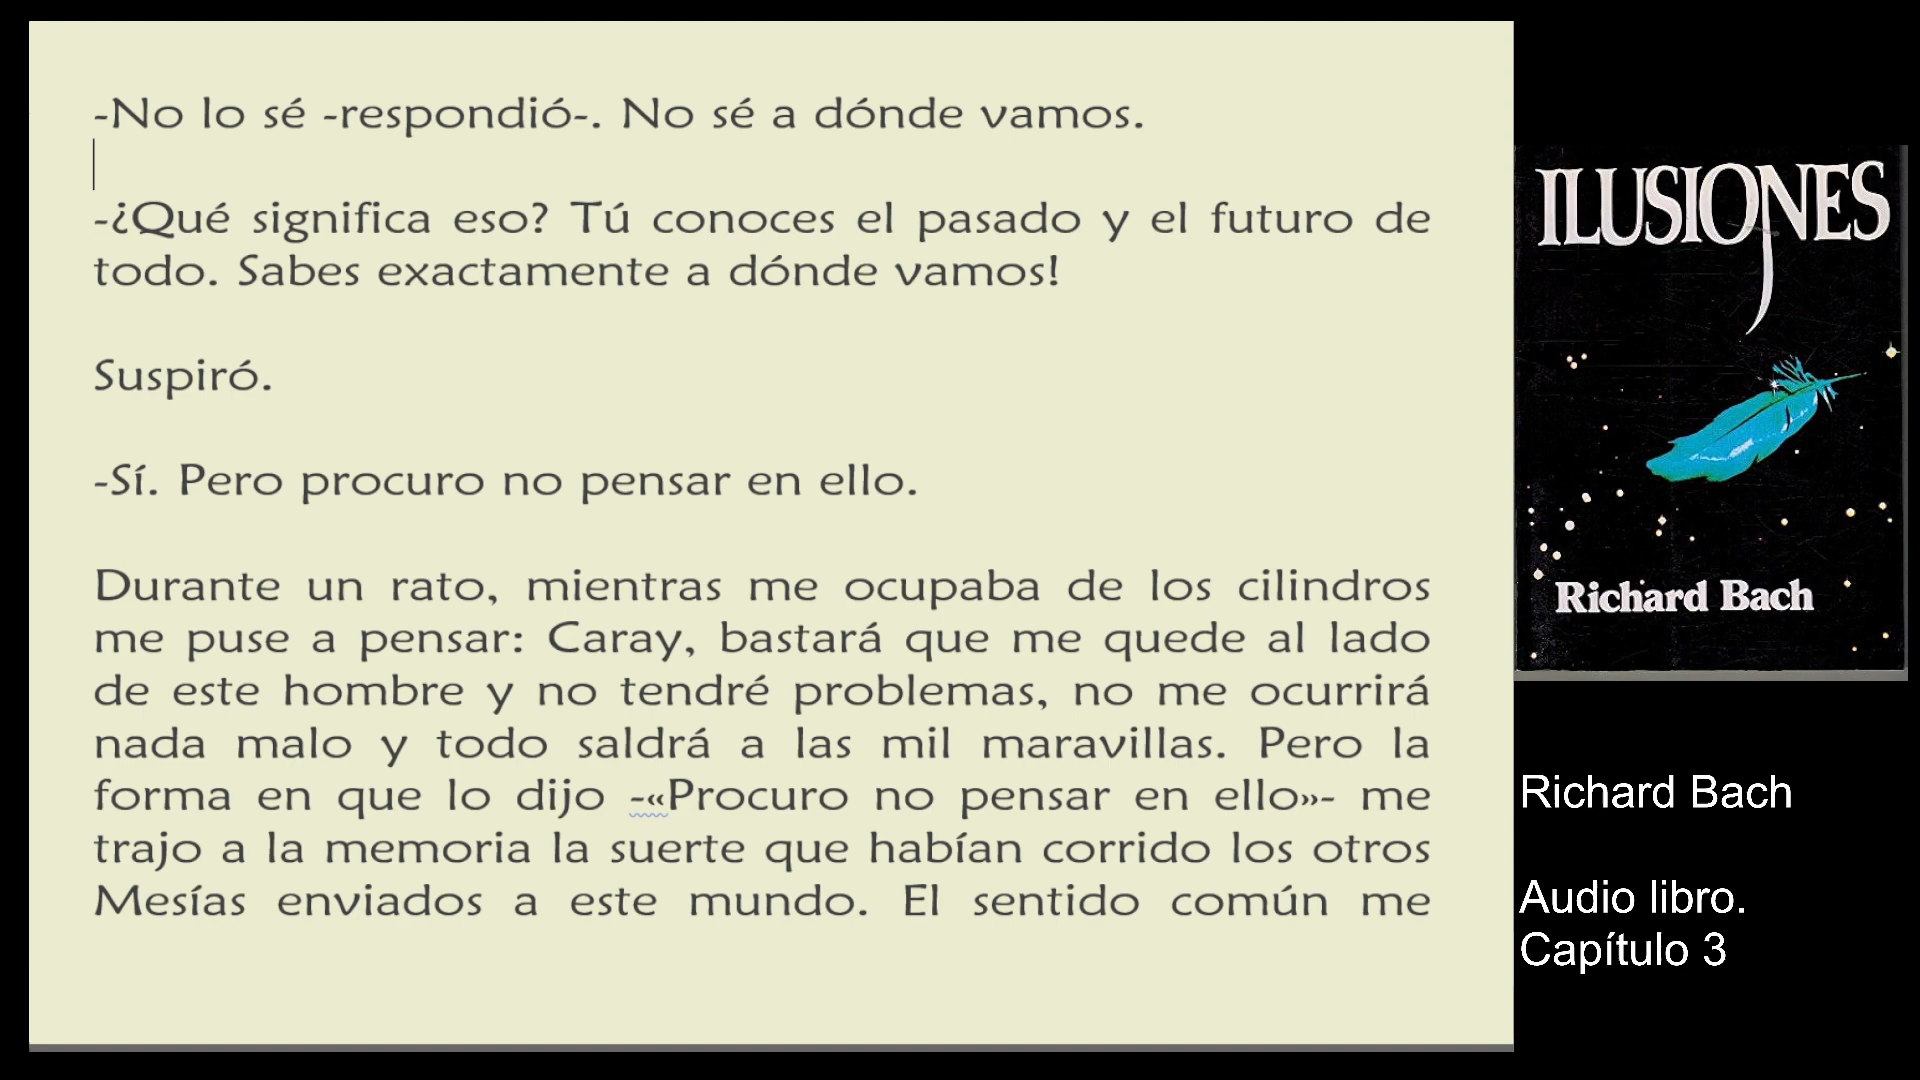 -No lo sé -respondió-. No sé a dónde vamos.
-¿Qué significa eso? Tú conoces el pasado y el futuro de
todo. Sabes exactamente a dónde vamos!
Suspiró.
-Sí. Pero procuro no pensar en ello.
Durante un rato, mientras me ocupaba de los cilindros
me puse a pensar: Caray, bastará que me quede al lado
de este hombre y no tendré problemas, no me ocurrirá
nada malo y todo saldrá a las mil maravillas. Pero la
forma en que lo dijo -«Procuro no pensar en ello»- me
trajo a la memoria la suerte que habían corrido los otros
Mesías enviados a este mundo. El sentido común me
ILUSIONES
Richard Bach
Richard Bach
Audio libro.
Capítulo 3